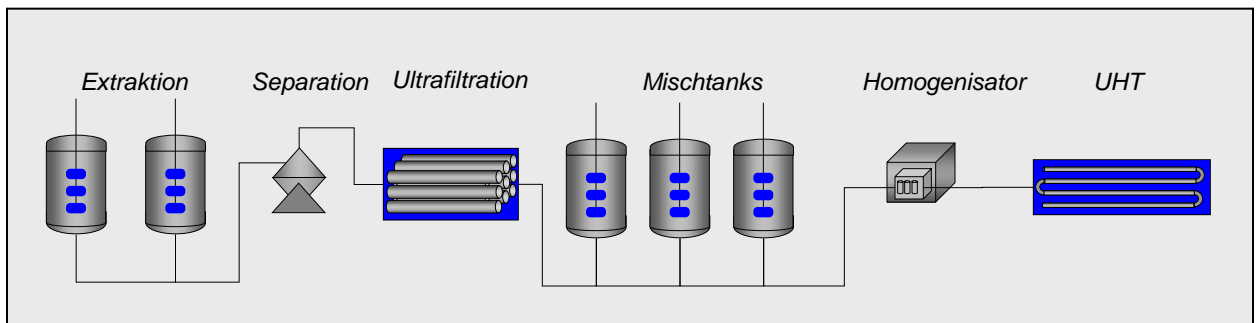 Extraktion
Separation
Ultrafiltration
Mischtanks
Homogenisator
UHT